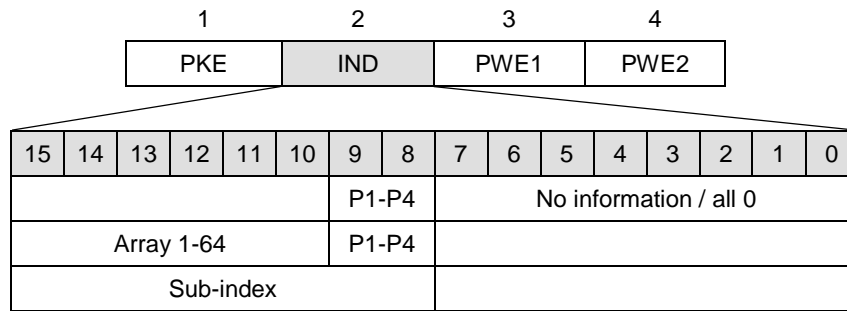 1 2 3 4
PKE IND PWE1 PWE2
15 14 13 12 11 10 9 8 7 6 5 4 3 2 1 0
P1-P4 No information / all 0
Array 1-64 P1-P4
Sub-index